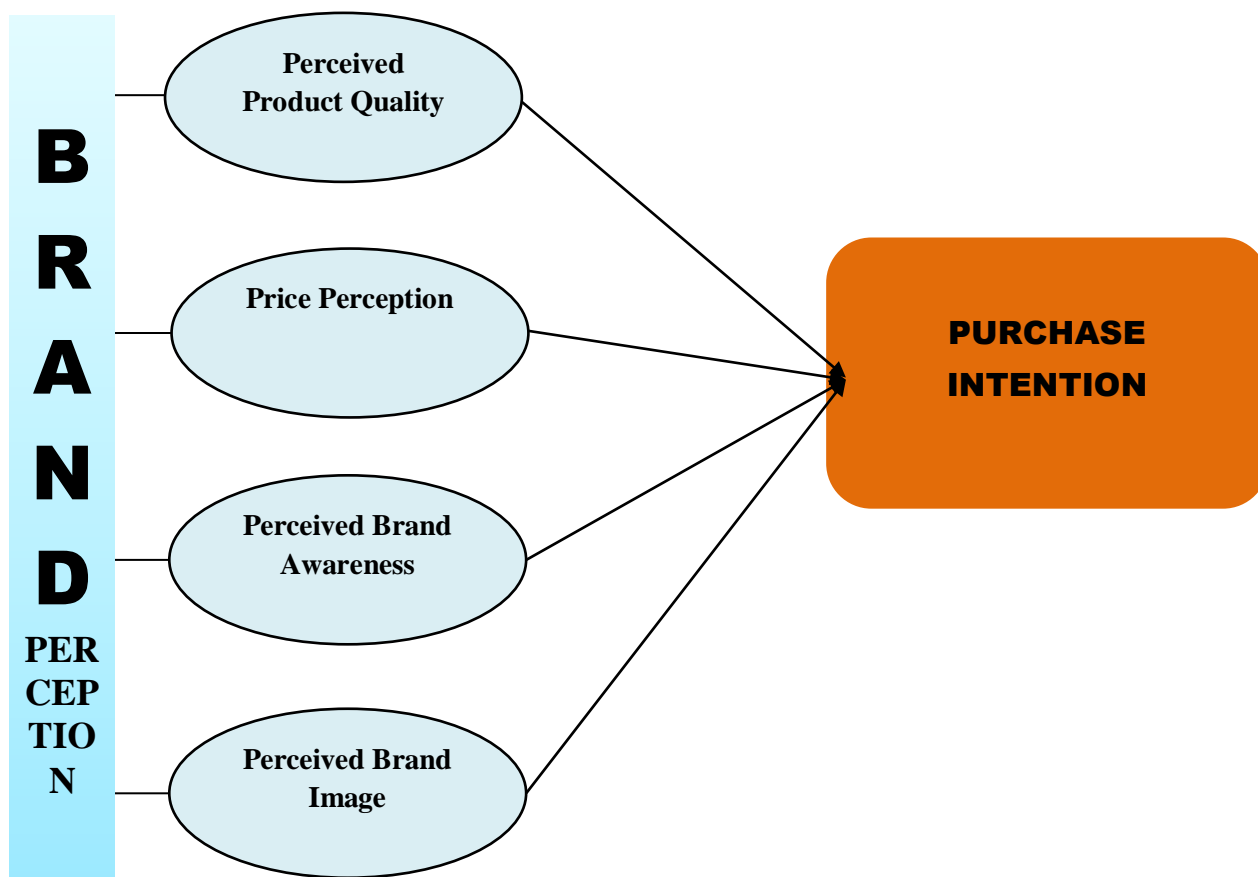 B
R
A
N
D
PER
CEP
TIO
N
Perceived
Product Quality
Price Perception
Perceived Brand
Awareness
Perceived Brand
Image
PURCHASE
INTENTION